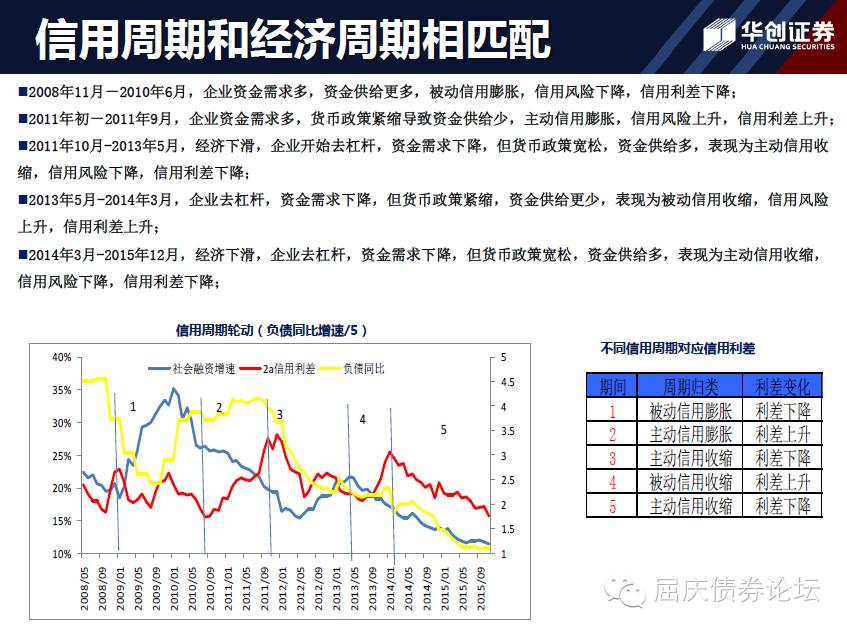 信用周期和经济周期相匹配
华创证券
HUA CHUANG SECURITIES
■2008年11月－2010年6月，企业资金需求多，资金供给更多，被动信用膨胀，信用风险下降，信用利差下降；
■2011年初－2011年9月，企业资金需求多，货币政策紧缩导致资金供给少，主动信用膨胀，信用风险上升，信用利差上升；
■2011年10月-2013年5月，经济下滑，企业开始去杠杆，资金需求下降，但货币政策宽松，资金供给多，表现为主动信用收
缩，信用风险下降，信用利差下降；
■2013年5月-2014年3月，企业去杠杆，资金需求下降，但货币政策紧缩，资金供给更少，表现为被动信用收缩，信用风险
上升，信用利差上升；
■2014年3月-2015年12月，经济下滑，企业去杠杆，资金需求下降，但货币政策宽松，资金供给多，表现为主动信用收缩，
信用风险下降，信用利差下降；
信用周期轮动（负债同比增速/5）
社会融资增速 2a信用利差 负债同比
40%
35%
30%
25%
20%
15%
10%
5
4.5
4
3.5
3
2.5
2
1.5
1
1 2 3 4 5
2008/05 2008/09 2009/01 2009/05 2009/09 2010/01 2010/05 2010/09 2011/01 2011/05 2011/09 2012/01 2012/05 2012/09 2013/01 2013/05 2013/09 2014/01 2014/05 2014/09 2015/01 2015/05 2015/09
不同信用周期对应信用利差
期间 周期归类 利差变化
1 被动信用膨胀 利差下降
2 主动信用膨胀 利差上升
3 主动信用收缩 利差下降
4 被动信用收缩 利差上升
5 主动信用收缩 利差下降
屈庆债券论坛